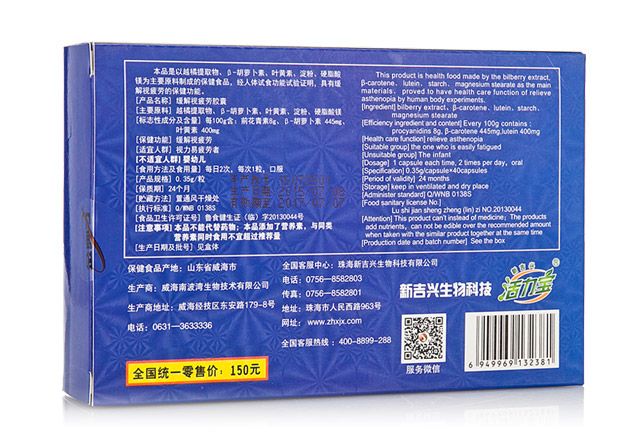 本品是以越橘提取物、β-胡萝卜素、叶黄素、淀粉、硬脂酸
镁为主要原料制成的保健食品，经人体试食功能试验证明，具有缓
解视疲劳的保健功能。
[产品名称] 缓解视疲劳胶囊
[主要原料] 越橘提取物、β-胡萝卜素、叶黄素、淀粉、硬脂酸镁
[标志性成分及含量] 每100g含：前花青素8g、β-胡萝卜素 445mg、
叶黄素 400mg
[保健功能] 缓解视疲劳
[适宜人群] 视力易疲劳者
[不适宜人群] 婴幼儿
[食用方法及食用量] 每日2次，每次1粒，口服
[产品规格] 0.35g/粒
[保质期] 24个月
[贮藏方法] 置通风干燥处
[执行标准] Q/WNB 0138S
[食品卫生许可证号] 鲁食健生证（临）字20130044号
[注意事项] 本品不能代替药物；本品添加了营养素，与同类
营养素同时食用不宜超过推荐量
[生产日期及批号] 见盒体
This product is health food made by the bilberry extract,
β-carotene, lutein, starch, magnesium stearate as the main
materials, proved to have health care function of relieve
asthenopia by human body experiments.
[Ingredient] bilberry extract、β-carotene、lutein、starch、
magnesium stearate
[Efficiency ingredient and content] Every 100g contains :
procyanidins 8g, β-carotene 445mg,lutein 400mg
[Health care function] relieve asthenopia
[Suitable group] the one who is easily fatigued
[Unsuitable group] The infant
[Dosage] 1 capsule each time, 2 times per day, oral
[Specification] 0.35g/capsule×40capsules
[Period of validity] 24 months
[Storage] keep in ventilated and dry place
[Administration standard] Q/WNB 0138S
[Food sanitary license No.]
Lu shi jian sheng zheng (lin) zi NO.20130044
[Attention] This product can't instead of medicine; The products
add nutrients, can not be edible over the recommended amount
when taken with the similar product together at the same time
[Production date and batch number] See the box
保健食品产地：山东省威海市
生产商：威海南波湾生物技术有限公司
地址：威海经技区东安路179-8号
电话：0631—3633336
全国客服中心：珠海新吉兴生物科技有限公司
电话：0756—8582803
传真：0756—8582801
地址：珠海市人民西路963号
网址：www.zhxjx.com
全国客服热线：400-8899-288
新吉兴生物科技
活力宝
®
服务微信
6 949969 132381
全国统一零售价：150元